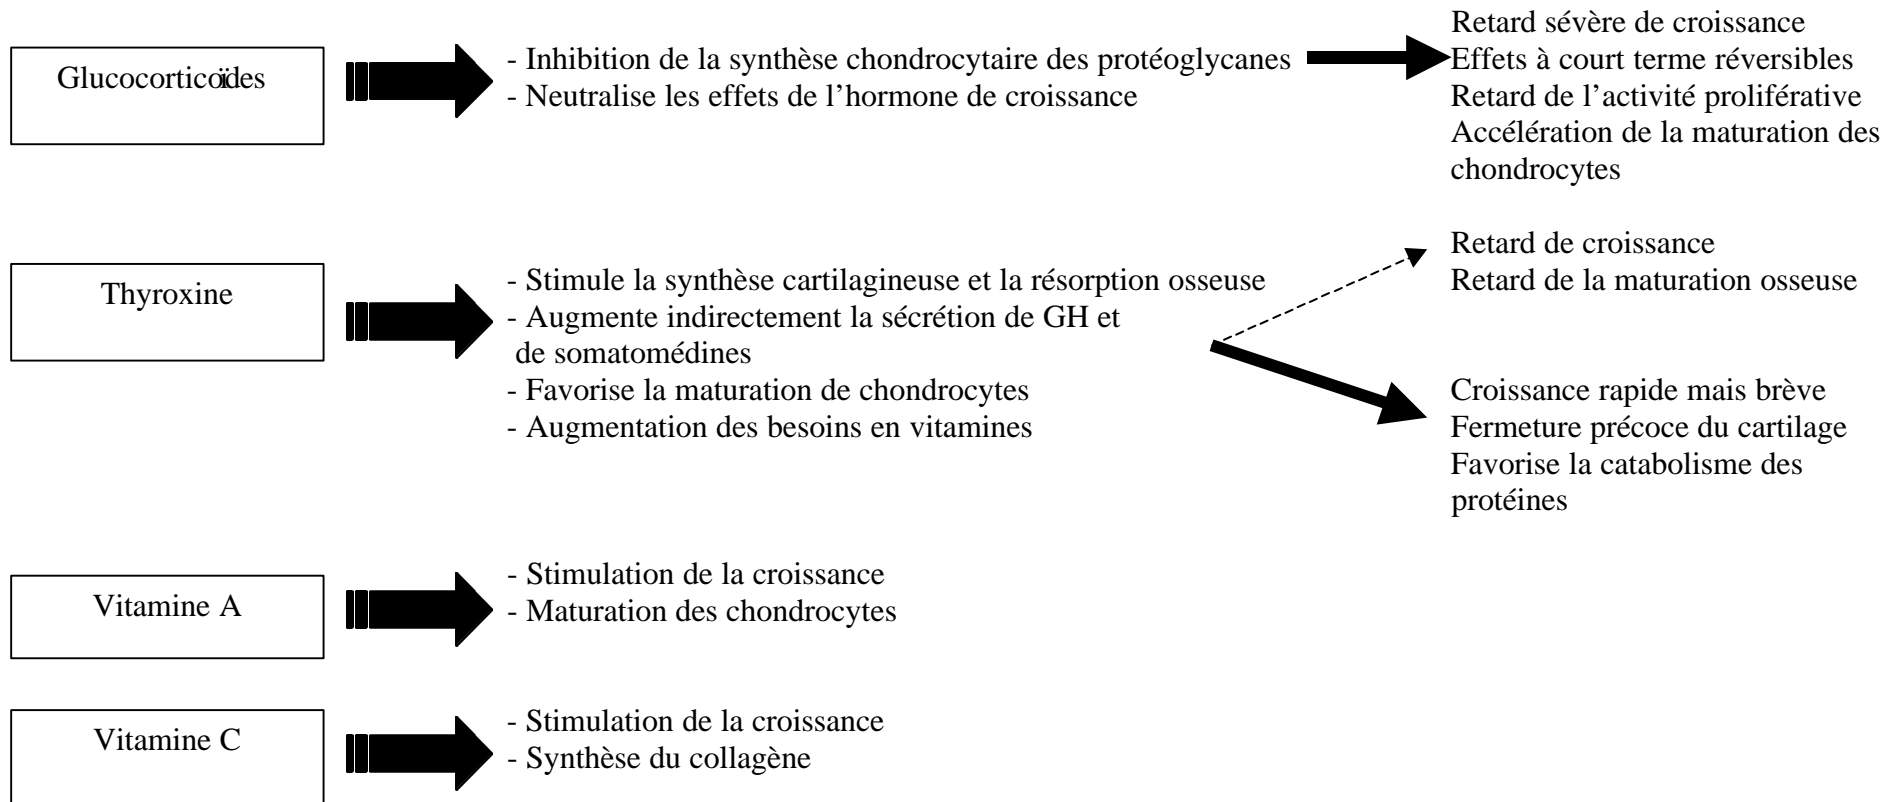 Glucocorticoïdes
- Inhibition de la synthèse chondrocytaire des protéoglycanes
- Neutralise les effets de l’hormone de croissance
Retard sévère de croissance
Effets à court terme réversibles
Retard de l’activité proliférative
Accélération de la maturation des
chondrocytes
Thyroxine
- Stimule la synthèse cartilagineuse et la résorption osseuse
- Augmente indirectement la sécrétion de GH et
de somatomédines
- Favorise la maturation de chondrocytes
- Augmentation des besoins en vitamines
Retard de croissance
Retard de la maturation osseuse
Croissance rapide mais brève
Fermeture précoce du cartilage
Favorise la catabolisme des
protéines
Vitamine A
- Stimulation de la croissance
- Maturation des chondrocytes
Vitamine C
- Stimulation de la croissance
- Synthèse du collagène